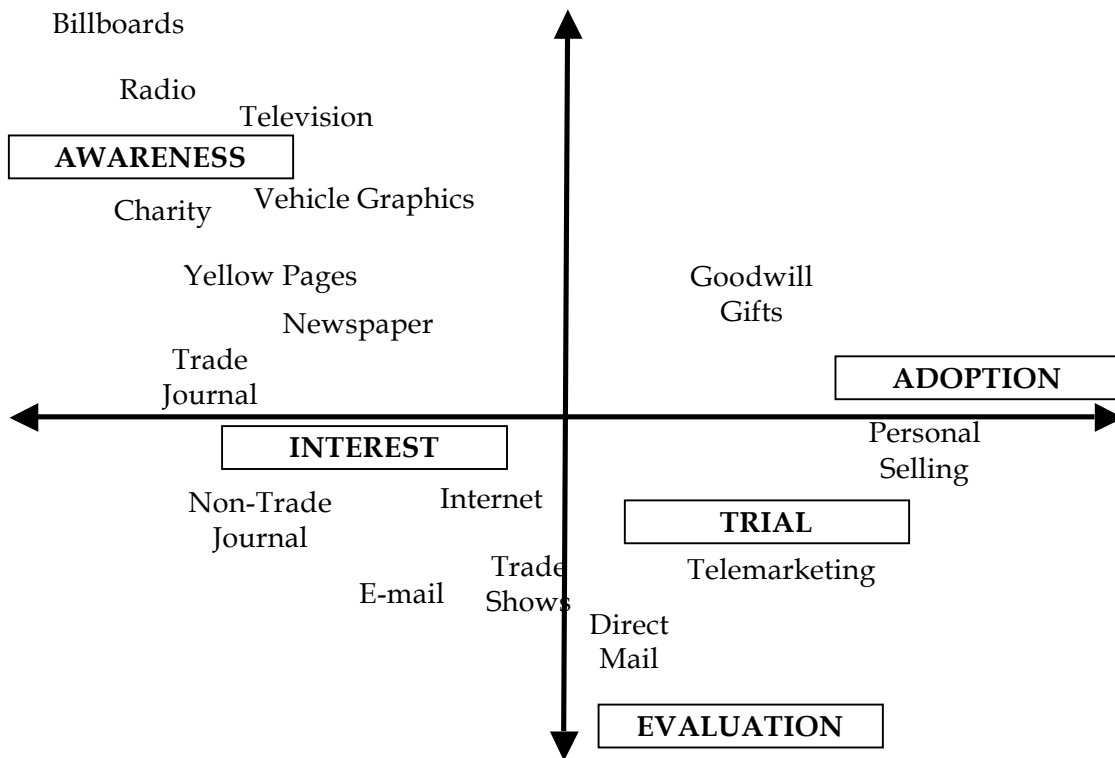 Billboards
Radio
Television
AWARENESS
Vehicle Graphics
Charity
Yellow Pages
Goodwill
Gifts
Newspaper
Trade
Journal
ADOPTION
INTEREST
Personal
Selling
Non-Trade
Journal
Internet
TRIAL
Trade
Shows
Telemarketing
E-mail
Direct
Mail
EVALUATION